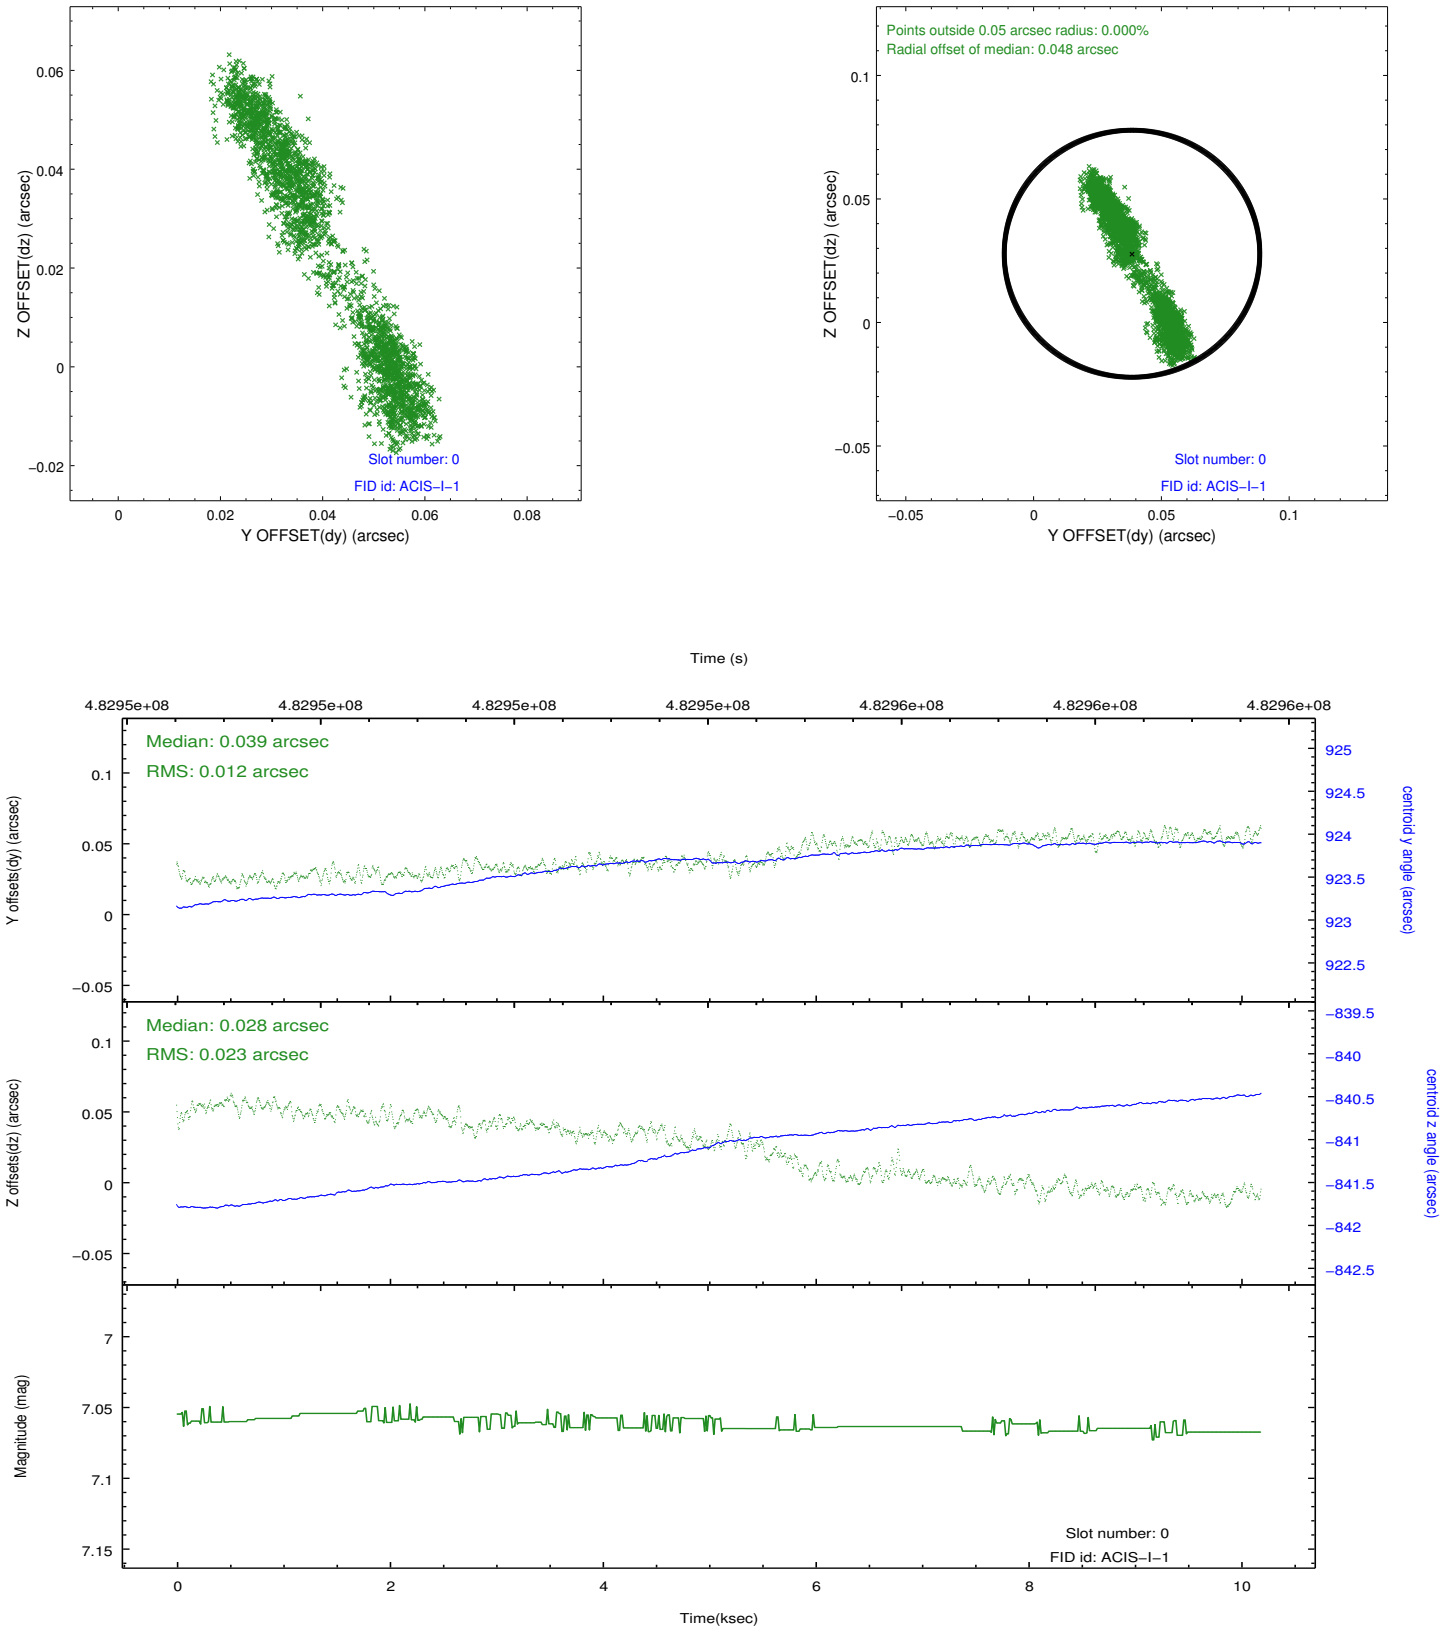 0.06
0.04
0.02
0
−0.02
Z OFFSET(dz) (arcsec)
Slot number: 0
FID id: ACIS−I−1
0
0.02
0.04
0.06
0.08
Y OFFSET(dy) (arcsec)
Points outside 0.05 arcsec radius: 0.000%
Radial offset of median: 0.048 arcsec
0.1
0.05
0
−0.05
Z OFFSET(dz) (arcsec)
Slot number: 0
FID id: ACIS−I−1
−0.05
0
0.05
0.1
Y OFFSET(dy) (arcsec)
Time (s)
4.8295e+08
4.8295e+08
4.8295e+08
4.8295e+08
4.8296e+08
4.8296e+08
4.8296e+08
Median: 0.039 arcsec
RMS: 0.012 arcsec
0.1
0.05
0
−0.05
Y offsets(dy) (arcsec)
925
924.5
924
923.5
923
922.5
centroid y angle (arcsec)
Median: 0.028 arcsec
RMS: 0.023 arcsec
0.1
0.05
0
−0.05
Z offsets(dz) (arcsec)
−839.5
−840
−840.5
−841
−841.5
−842
−842.5
centroid z angle (arcsec)
7
7.05
7.1
7.15
Magnitude (mag)
Slot number: 0
FID id: ACIS−I−1
0
2
4
6
8
10
Time(ksec)